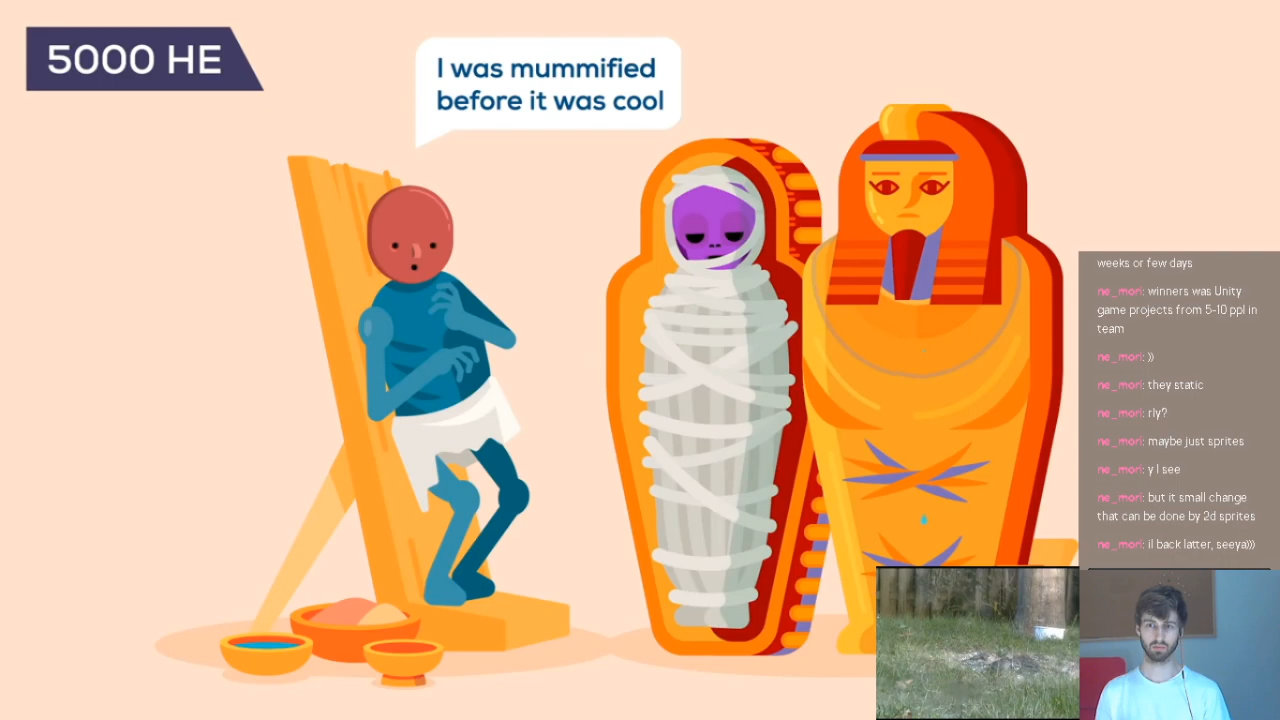 5000 HE
I was mummified
before it was cool
weeks or few days
ne_mori: winners was Unity
game projects from 5-10 ppl in
team
ne_mori: ))
ne_mori: they static
ne_mori: rly?
ne_mori: maybe just sprites
ne_mori: y I see
ne_mori: but it small change
that can be done by 2d sprites
ne_mori: il back latter, seeya)))